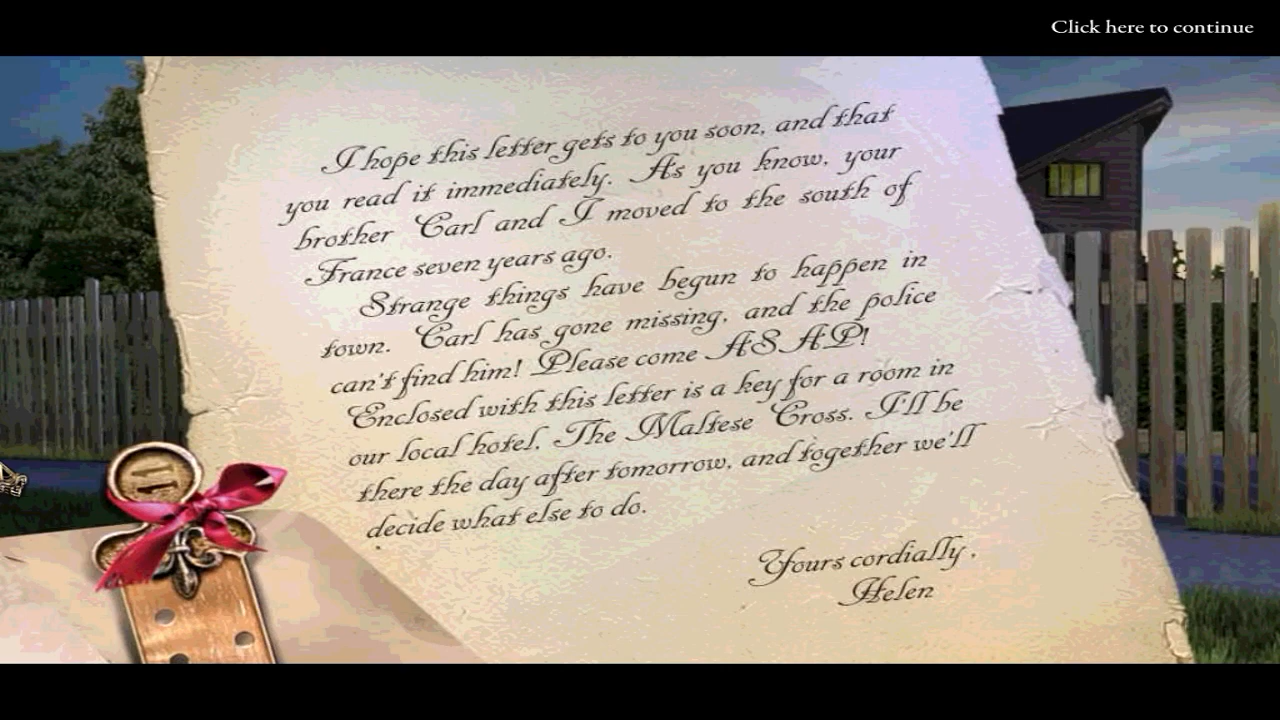 Click here to continue
I hope this letter gets to you soon, and that
you read it immediately. As you know, your
brother Carl and I moved to the south of
France seven years ago.
Strange things have begun to happen in
town. Carl has gone missing, and the police
can't find him! Please come ASAP!
Enclosed with this letter is a key for a room in
our local hotel, The Maltese Cross. I'll be
there the day after tomorrow, and together we'll
decide what else to do.
Yours cordially,
Helen
11